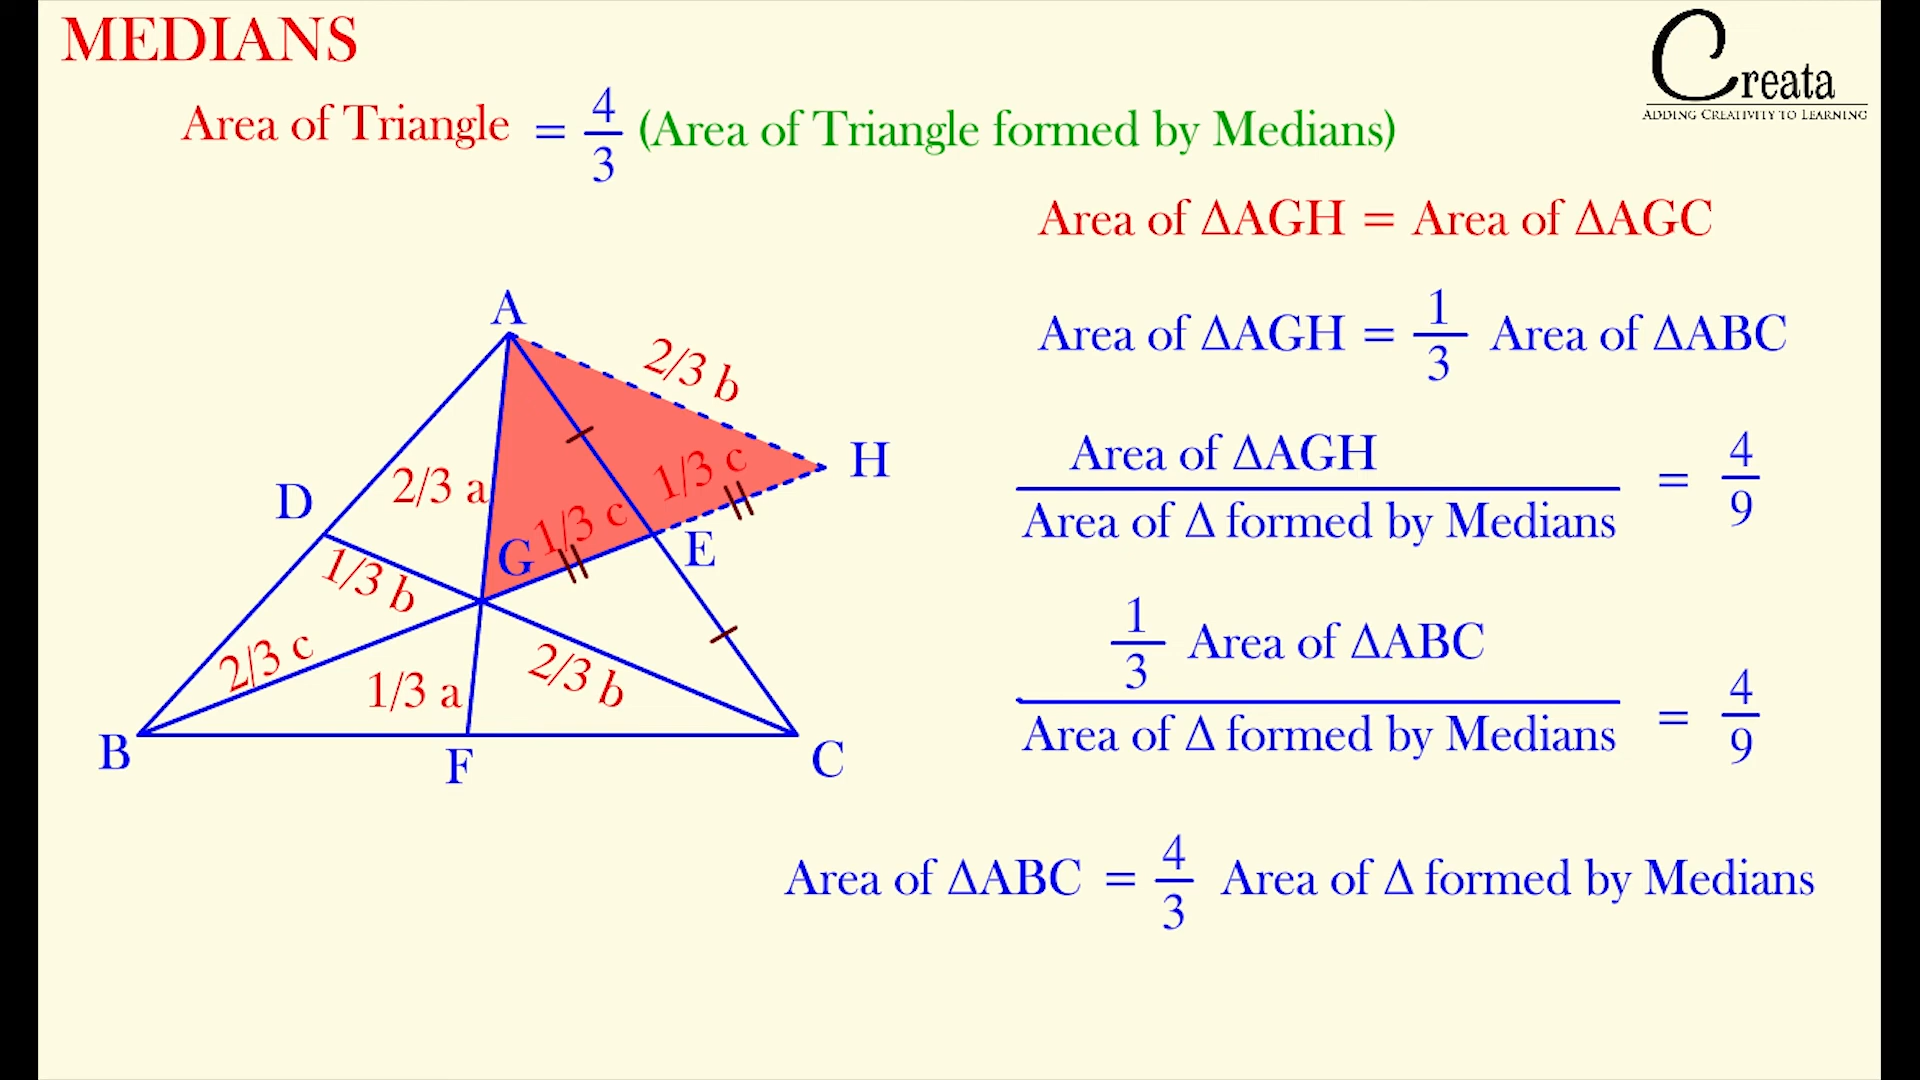 MEDIANS
Creata
ADDING CREATIVITY TO LEARNING
Area of Triangle = 4/3 (Area of Triangle formed by Medians)
Area of ΔAGH = Area of ΔAGC
Area of ΔAGH = 1/3 Area of ΔABC
A
2/3 b
H
1/3 c
D
2/3 a
1/3 c
G
E
1/3 b
2/3 c
1/3 a
2/3 b
B
F
C
Area of ΔAGH
Area of Δ formed by Medians
= 4/9
1/3 Area of ΔABC
Area of Δ formed by Medians
= 4/9
Area of ΔABC = 4/3 Area of Δ formed by Medians